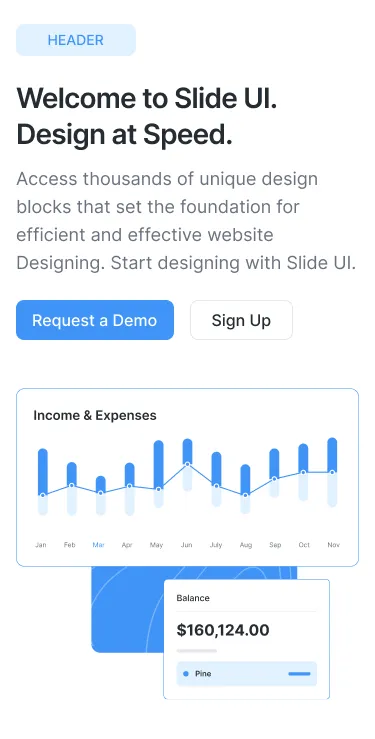 HEADER
Welcome to Slide UI.
Design at Speed.
Access thousands of unique design
blocks that set the foundation for
efficient and effective website
Designing. Start designing with Slide UI.
Request a Demo Sign Up
Income & Expenses
Jan Feb Mar Apr May Jun July Aug Sep Oct Nov
Balance
$160,124.00
Pine